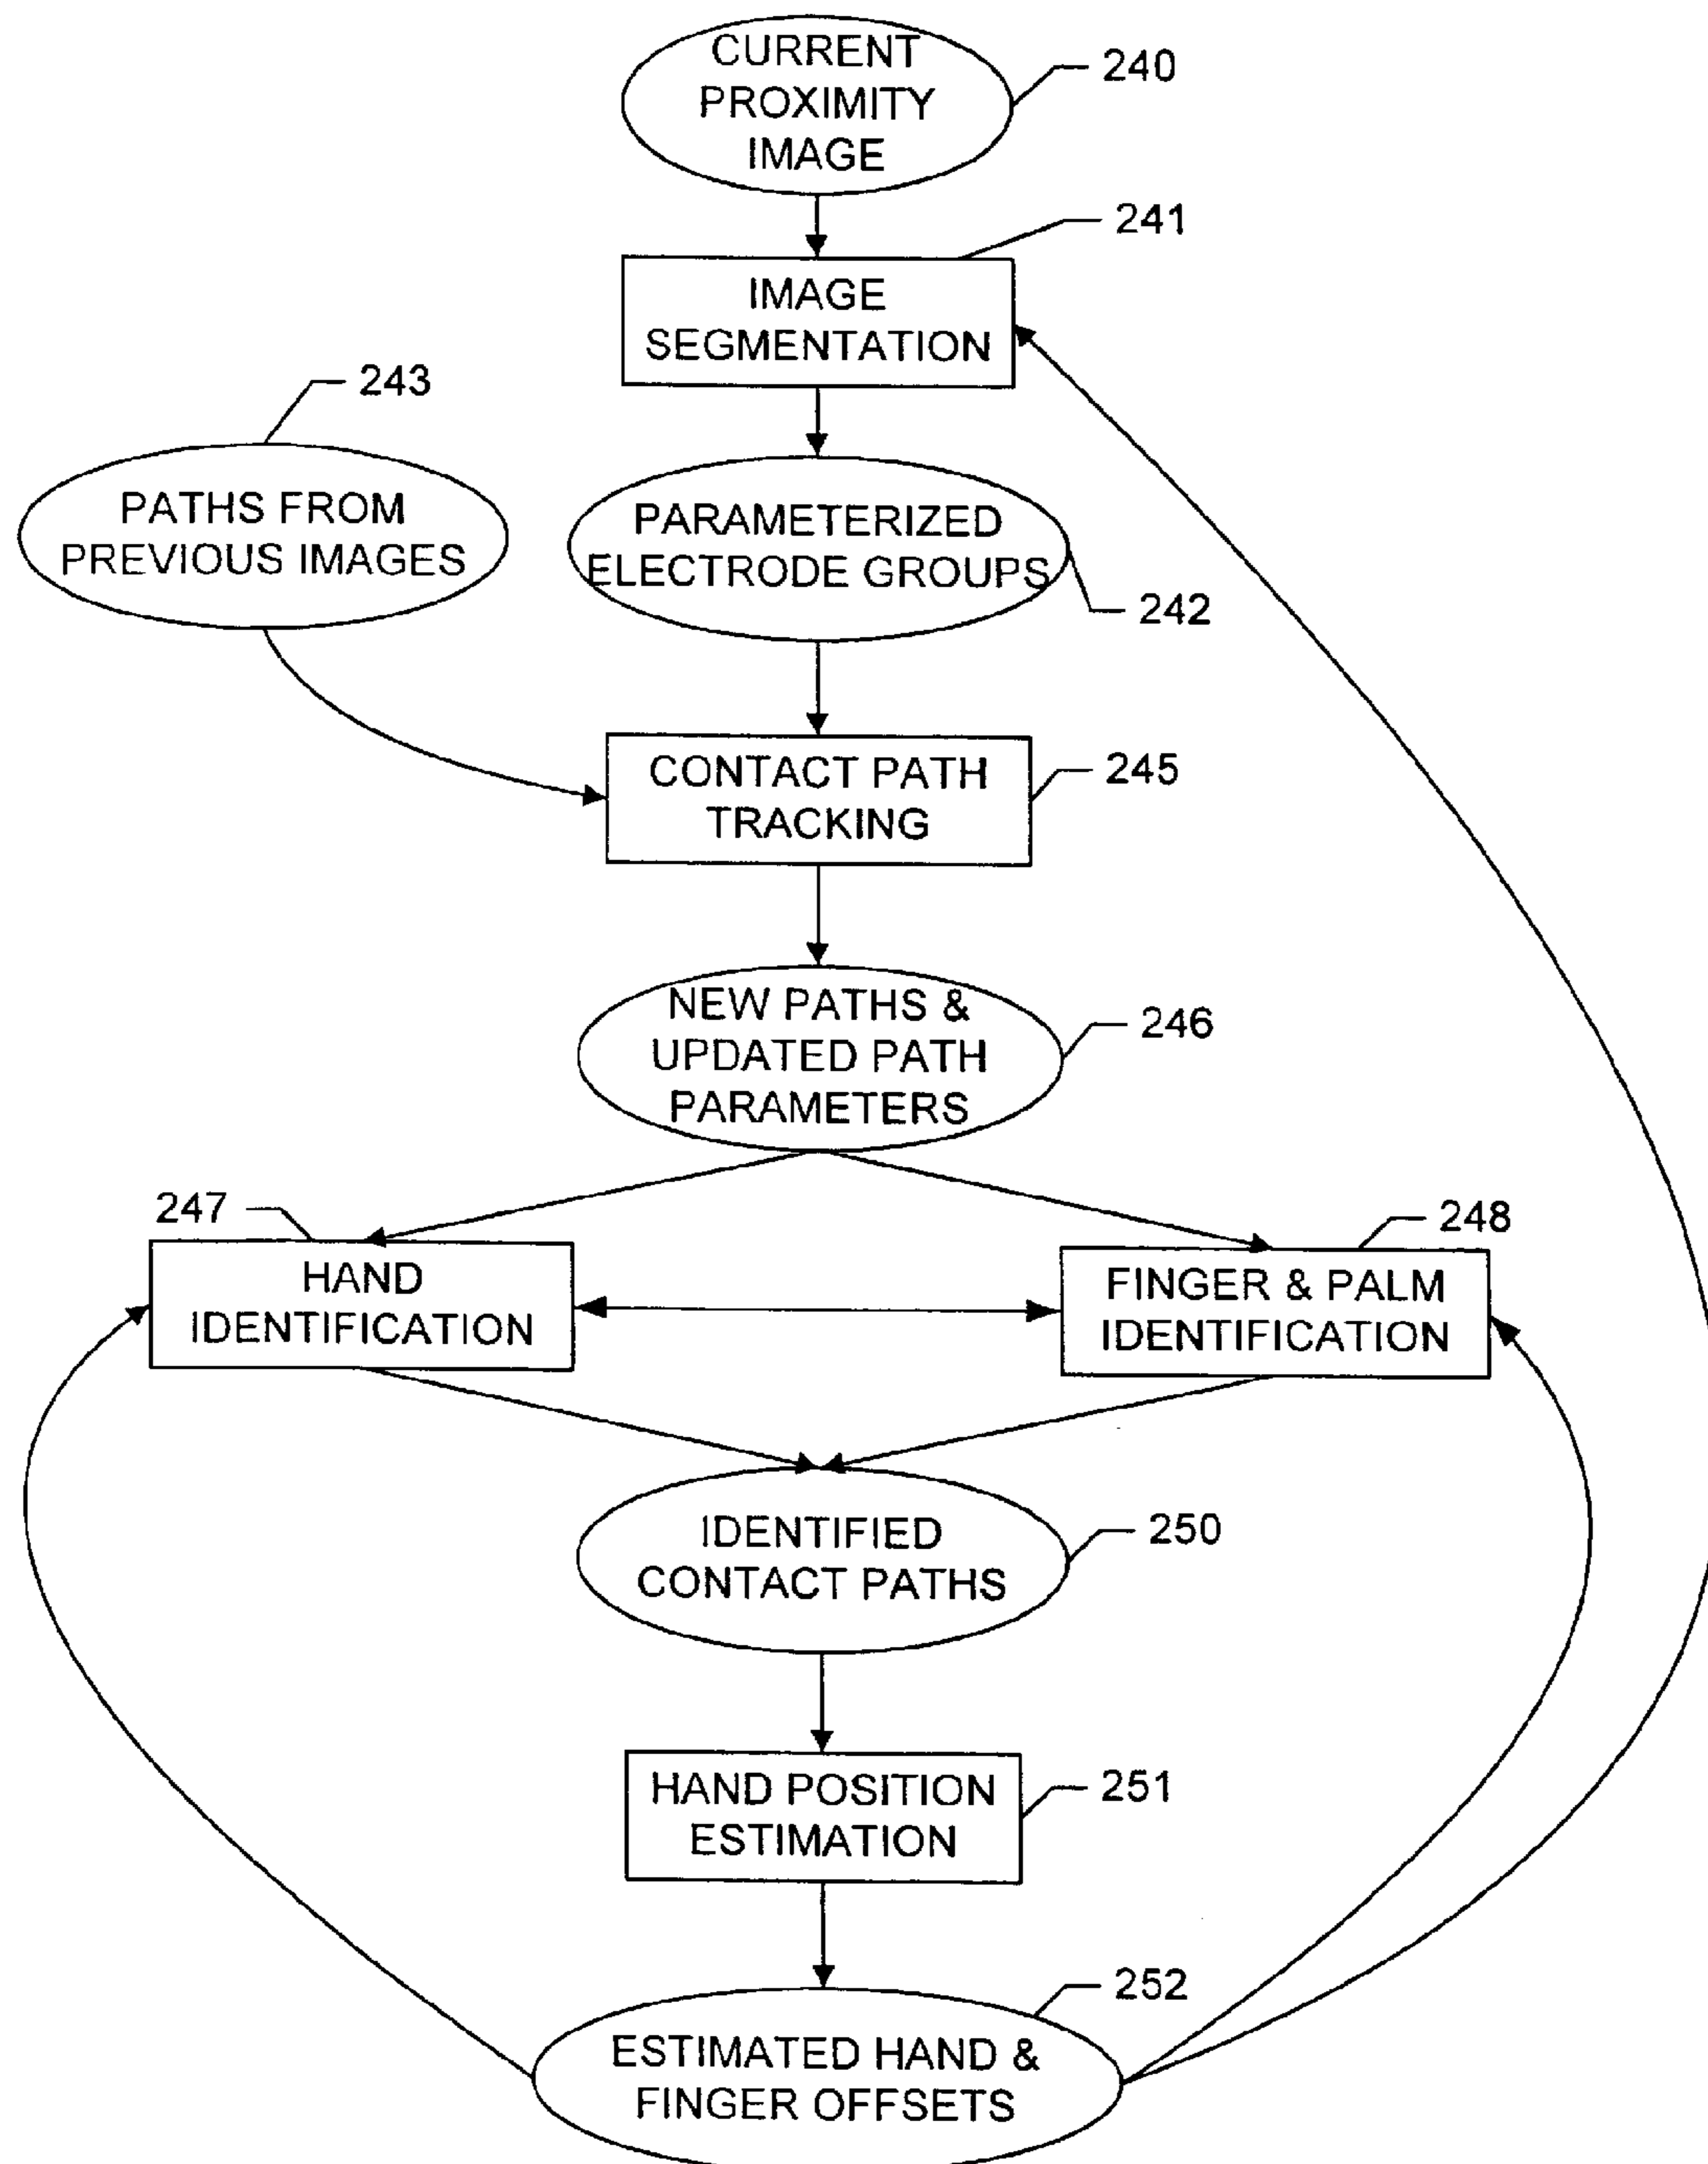 CURRENT
PROXIMITY
IMAGE
240
241
IMAGE
SEGMENTATION
243
PATHS FROM
PREVIOUS IMAGES
PARAMETERIZED
ELECTRODE GROUPS
242
CONTACT PATH
TRACKING
245
NEW PATHS &
UPDATED PATH
PARAMETERS
246
247
HAND
IDENTIFICATION
248
FINGER & PALM
IDENTIFICATION
IDENTIFIED
CONTACT PATHS
250
HAND POSITION
ESTIMATION
251
252
ESTIMATED HAND &
FINGER OFFSETS